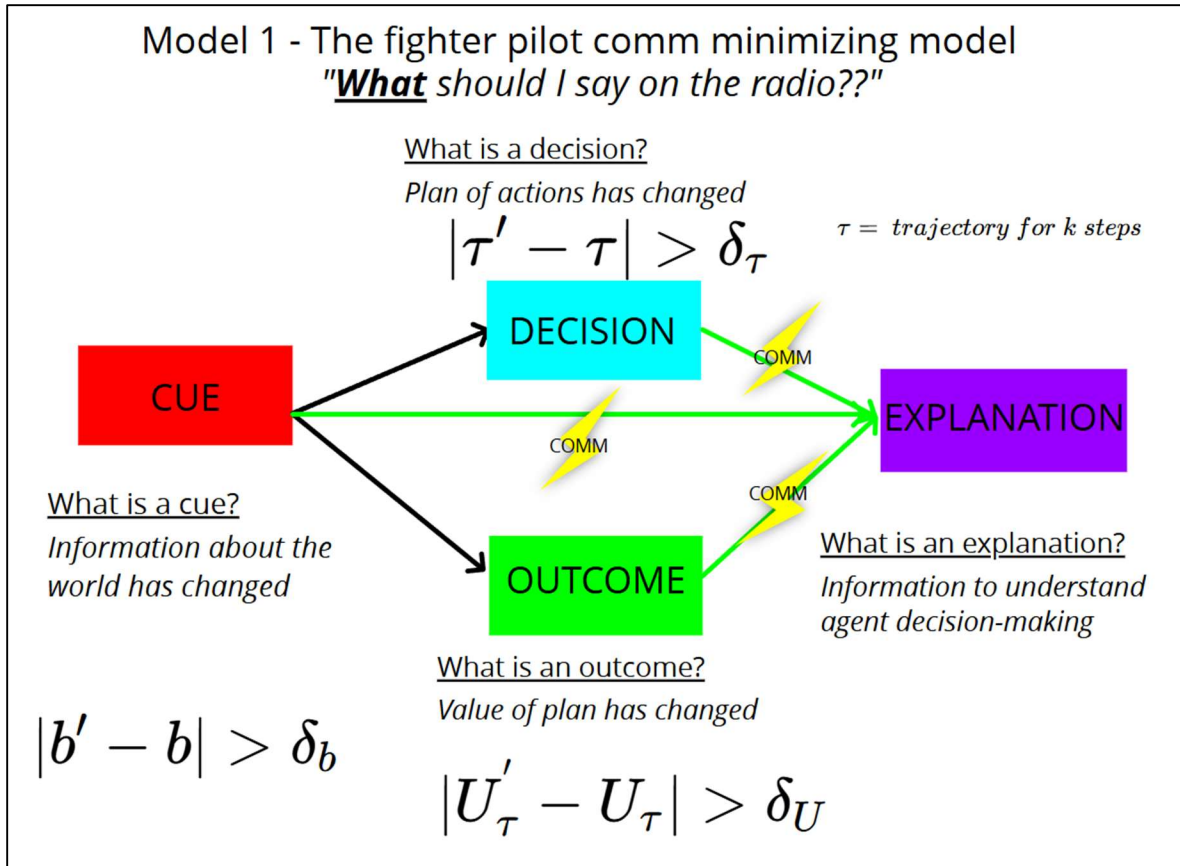 Model 1 - The fighter pilot comm minimizing model
"What should I say on the radio??"
What is a decision?
Plan of actions has changed
|τ′ − τ| > δ_τ
τ = trajectory for k steps
DECISION
COMM
CUE
EXPLANATION
COMM
COMM
What is a cue?
Information about the
world has changed
OUTCOME
What is an explanation?
Information to understand
agent decision-making
What is an outcome?
Value of plan has changed
|b′ − b| > δ_b
|U′_τ − U_τ| > δ_U